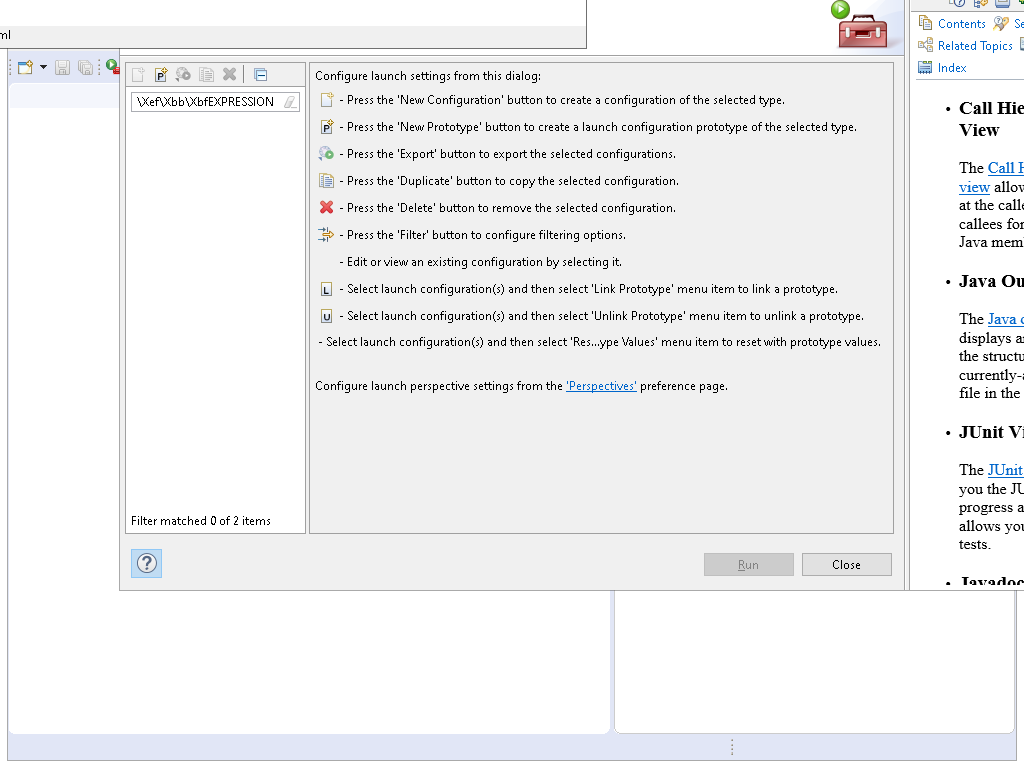 ml
\Xef\Xbb\XbfEXPRESSION
Filter matched 0 of 2 items
Configure launch settings from this dialog:
- Press the 'New Configuration' button to create a configuration of the selected type.
P - Press the 'New Prototype' button to create a launch configuration prototype of the selected type.
- Press the 'Export' button to export the selected configurations.
- Press the 'Duplicate' button to copy the selected configuration.
- Press the 'Delete' button to remove the selected configuration.
- Press the 'Filter' button to configure filtering options.
- Edit or view an existing configuration by selecting it.
L - Select launch configuration(s) and then select 'Link Prototype' menu item to link a prototype.
U - Select launch configuration(s) and then select 'Unlink Prototype' menu item to unlink a prototype.
- Select launch configuration(s) and then select 'Res...ype Values' menu item to reset with prototype values.
Configure launch perspective settings from the 'Perspectives' preference page.
?
Run
Close
Contents Se
Related Topics
Index
• Call Hie
View
The Call H
view allow
at the calle
callees for
Java mem
• Java Ou
The Java o
displays a
the structu
currently-a
file in the
• JUnit Vi
The JUnit
you the JU
progress a
allows you
tests.
• Javadoc